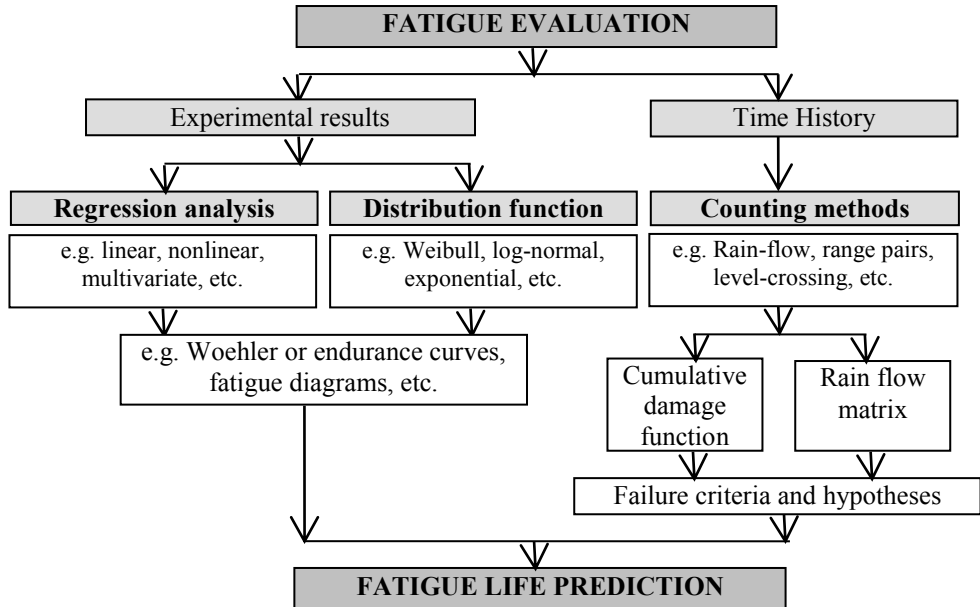 FATIGUE EVALUATION
Experimental results
Time History
Regression analysis
e.g. linear, nonlinear,
multivariate, etc.
Distribution function
e.g. Weibull, log-normal,
exponential, etc.
Counting methods
e.g. Rain-flow, range pairs,
level-crossing, etc.
e.g. Woehler or endurance curves,
fatigue diagrams, etc.
Cumulative
damage
function
Rain flow
matrix
Failure criteria and hypotheses
FATIGUE LIFE PREDICTION